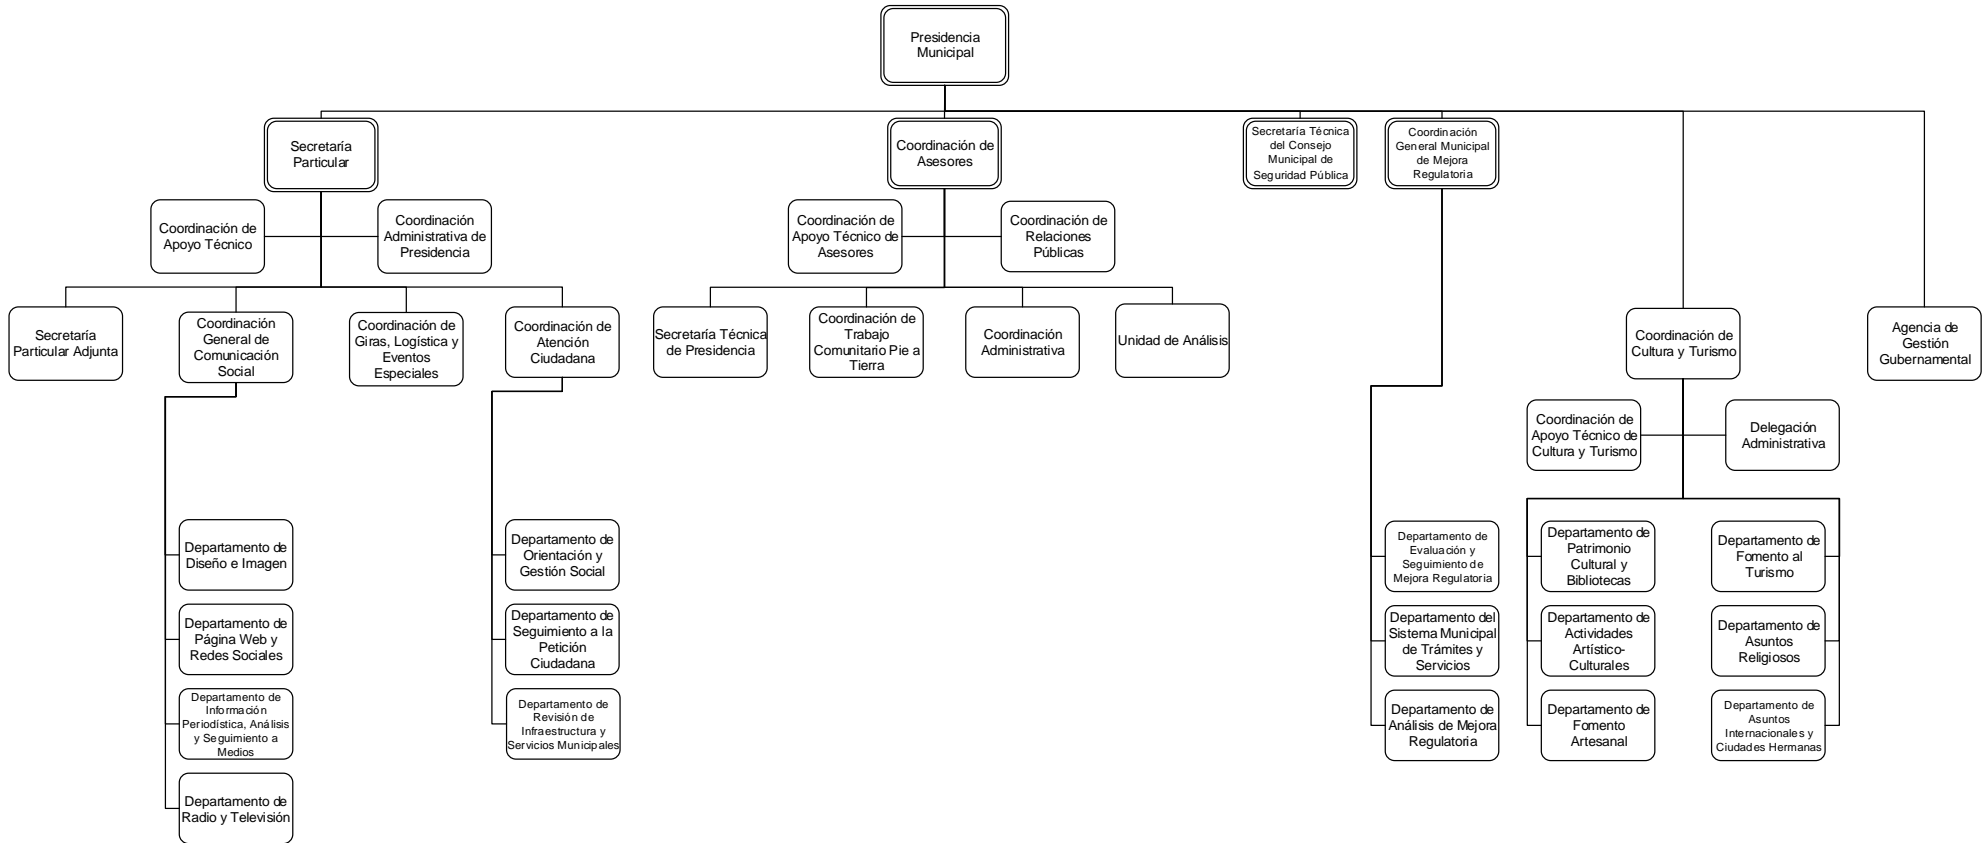 Presidencia
Municipal
Secretaría
Particular
Coordinación de
Asesores
Secretaría Técnica
del Consejo
Municipal de
Seguridad Pública
Coordinación
General Municipal
de Mejora
Regulatoria
Coordinación de
Apoyo Técnico
Coordinación
Administrativa de
Presidencia
Coordinación de
Apoyo Técnico de
Asesores
Coordinación de
Relaciones
Públicas
Secretaría
Particular Adjunta
Coordinación
General de
Comunicación
Social
Coordinación de
Giras, Logística y
Eventos
Especiales
Coordinación de
Atención
Ciudadana
Secretaría Técnica
de Presidencia
Coordinación de
Trabajo
Comunitario Pie a
Tierra
Coordinación
Administrativa
Unidad de Análisis
Coordinación de
Cultura y Turismo
Agencia de
Gestión
Gubernamental
Coordinación de
Apoyo Técnico de
Cultura y Turismo
Delegación
Administrativa
Departamento de
Diseño e Imagen
Departamento de
Página Web y
Redes Sociales
Departamento de
Información
Periodística, Análisis
y Seguimiento a
Medios
Departamento de
Radio y Televisión
Departamento de
Orientación y
Gestión Social
Departamento de
Seguimiento a la
Petición
Ciudadana
Departamento de
Revisión de
Infraestructura y
Servicios Municipales
Departamento de
Evaluación y
Seguimiento de
Mejora Regulatoria
Departamento del
Sistema Municipal
de Trámites y
Servicios
Departamento de
Análisis de Mejora
Regulatoria
Departamento de
Patrimonio
Cultural y
Bibliotecas
Departamento de
Actividades
Artístico-
Culturales
Departamento de
Fomento
Artesanal
Departamento de
Fomento al
Turismo
Departamento de
Asuntos
Religiosos
Departamento de
Asuntos
Internacionales y
Ciudades Hermanas